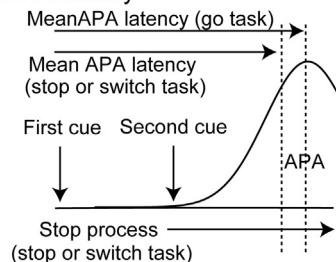 MeanAPA latency (go task)
Mean APA latency
(stop or switch task)
First cue Second cue
APA
Stop process
(stop or switch task)